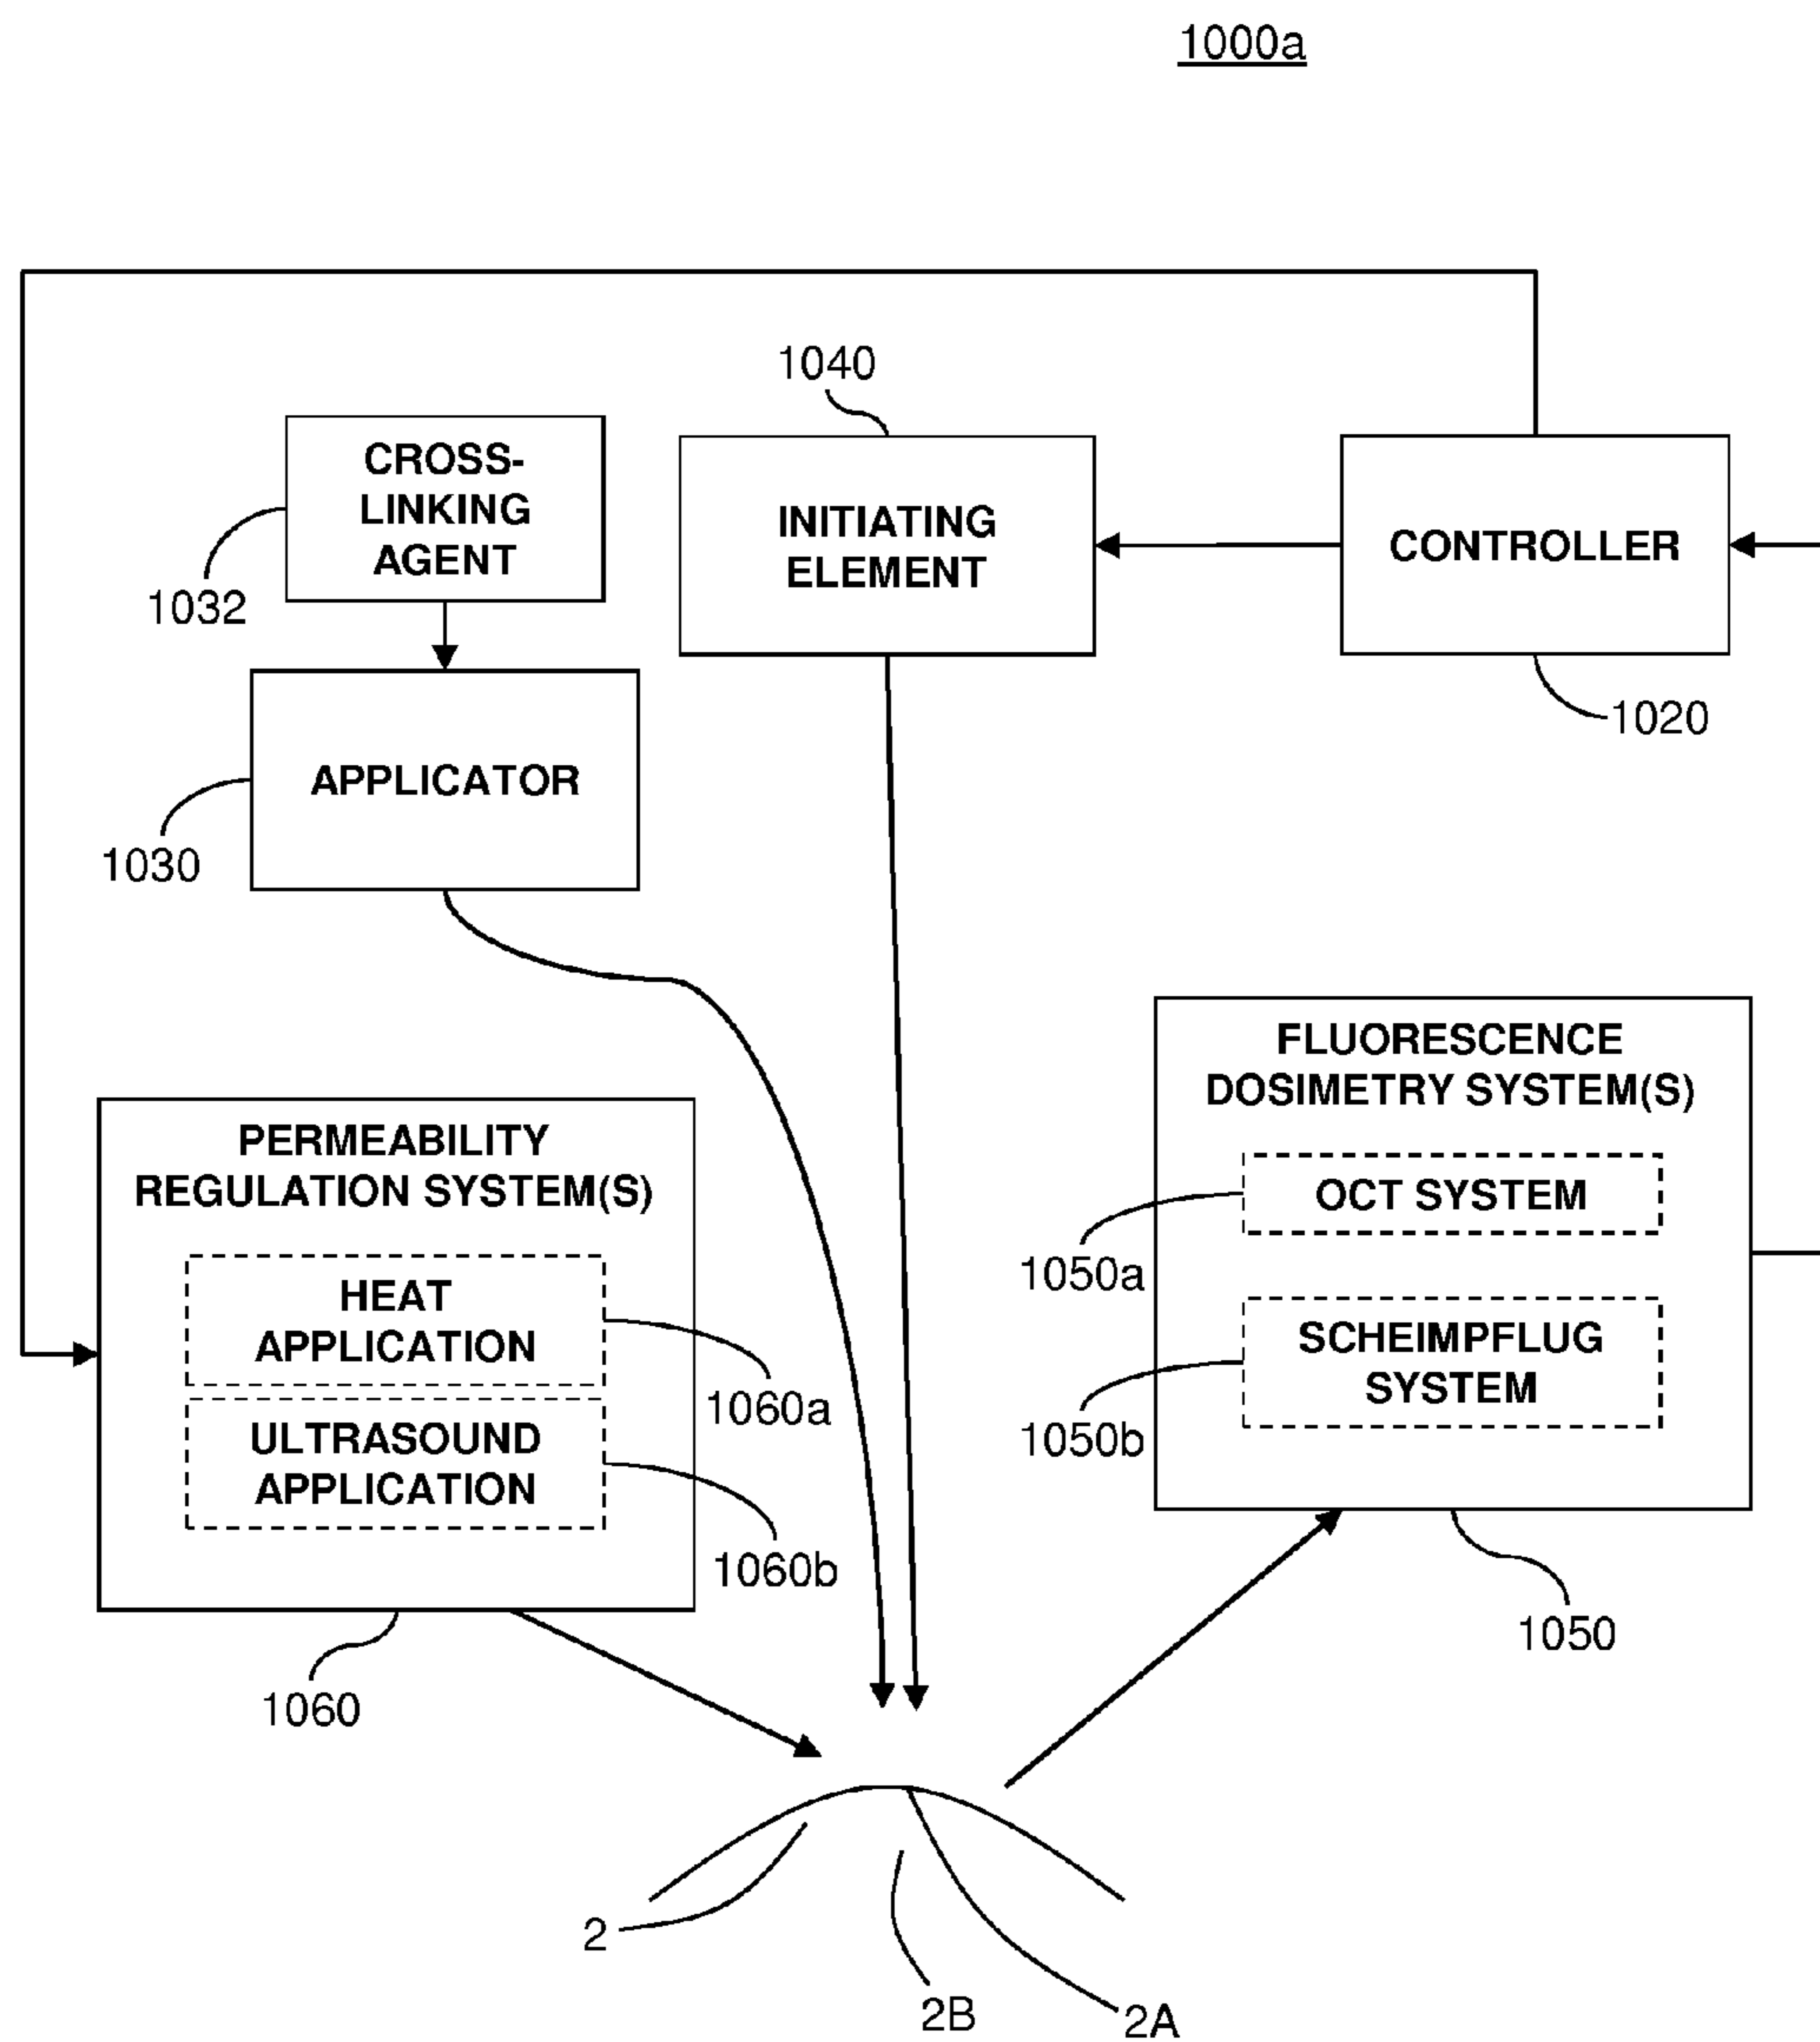 1000a
1040
CROSS-
LINKING
AGENT
1032
INITIATING
ELEMENT
CONTROLLER
1020
APPLICATOR
1030
FLUORESCENCE
DOSIMETRY SYSTEM(S)
OCT SYSTEM
1050a
SCHEIMPFLUG
SYSTEM
1050b
1050
PERMEABILITY
REGULATION SYSTEM(S)
HEAT
APPLICATION
1060a
ULTRASOUND
APPLICATION
1060b
1060
2
2B
2A